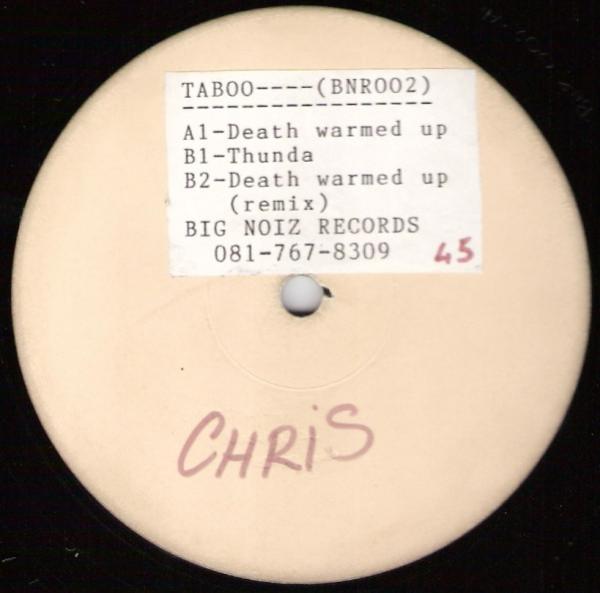 TABOO----(BNR002)
-----------------
A1-Death warmed up
B1-Thunda
B2-Death warmed up
(remix)
BIG NOIZ RECORDS
081-767-8309 45
CHRIS